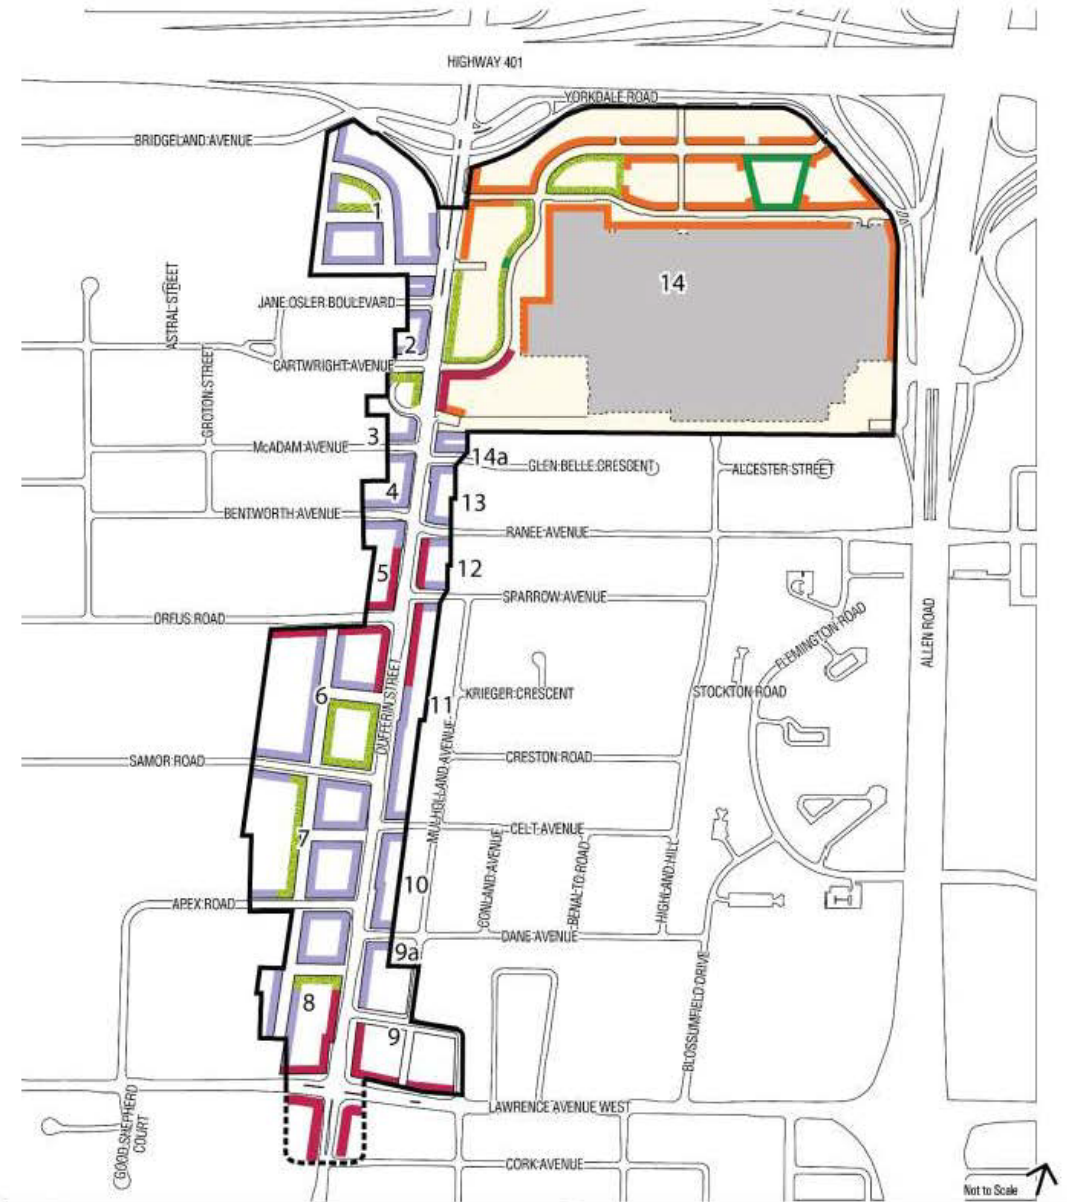 HIGHWAY 401
YORKDALE ROAD
BRIDGELAND AVENUE
1
ASTRAL STREET
14
JANE OSLER BOULEVARD
2
GROTON STREET
CARTWRIGHT AVENUE
3
McADAM AVENUE
14a
GLEN BELLE CRESCENT
ALCESTER STREET
4
13
BENTWORTH AVENUE
RANEE AVENUE
5
12
SPARROW AVENUE
ORFUS ROAD
FLEMINGTON ROAD
ALLEN ROAD
6
DUFFERIN STREET
KRIEGER CRESCENT
STOCKTON ROAD
11
MULHOLLAND AVENUE
SAMOR ROAD
CRESTON ROAD
7
CELT AVENUE
CONLAND AVENUE
BENALTO ROAD
HIGHLAND HILL
10
APEX ROAD
DANE AVENUE
9a
8
BLOSSUMFIELD DRIVE
9
LAWRENCE AVENUE WEST
GOOD SHEPHERD
COURT
CORK AVENUE
Not to Scale